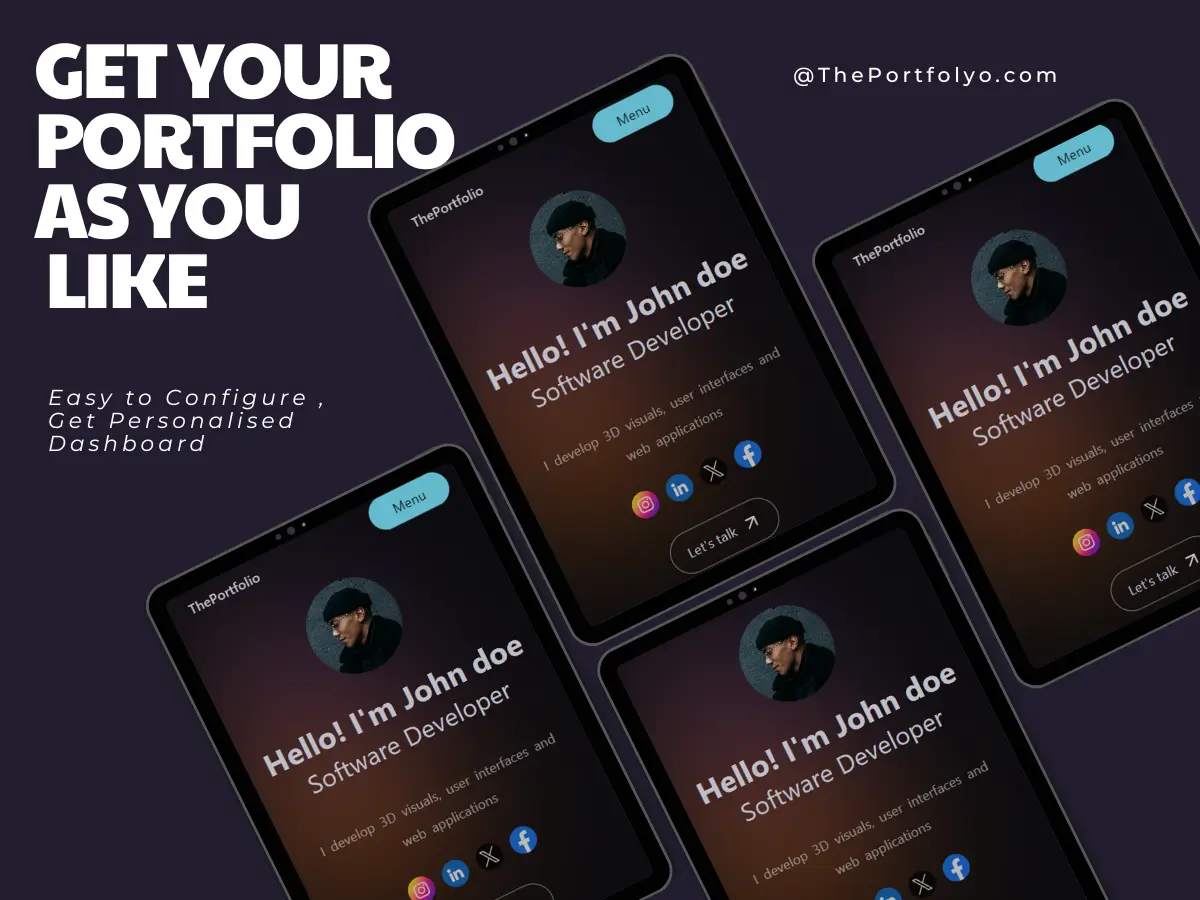 GET YOUR
PORTFOLIO
AS YOU
LIKE
@ThePortfolyo.com
Easy to Configure ,
Get Personalised
Dashboard
Menu
ThePortfolio
Hello! I'm John doe
Software Developer
I develop 3D visuals, user interfaces and
web applications
Let's talk
Menu
ThePortfolio
Hello! I'm John doe
Software Developer
I develop 3D visuals, user interfaces
web applications
Let's talk
Menu
ThePortfolio
Hello! I'm John doe
Software Developer
I develop 3D visuals, user interfaces and
web applications
Hello! I'm John doe
Software Developer
I develop 3D visuals, user interfaces and
web applications